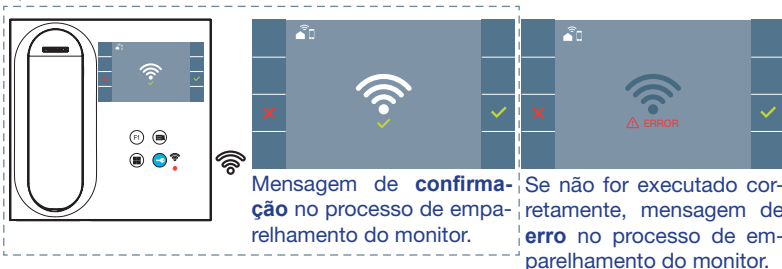 F1
ERROR
Mensagem de confirma-
ção no processo de empa-
relhamento do monitor.
Se não for executado cor-
retamente, mensagem de
erro no processo de em-
parelhamento do monitor.